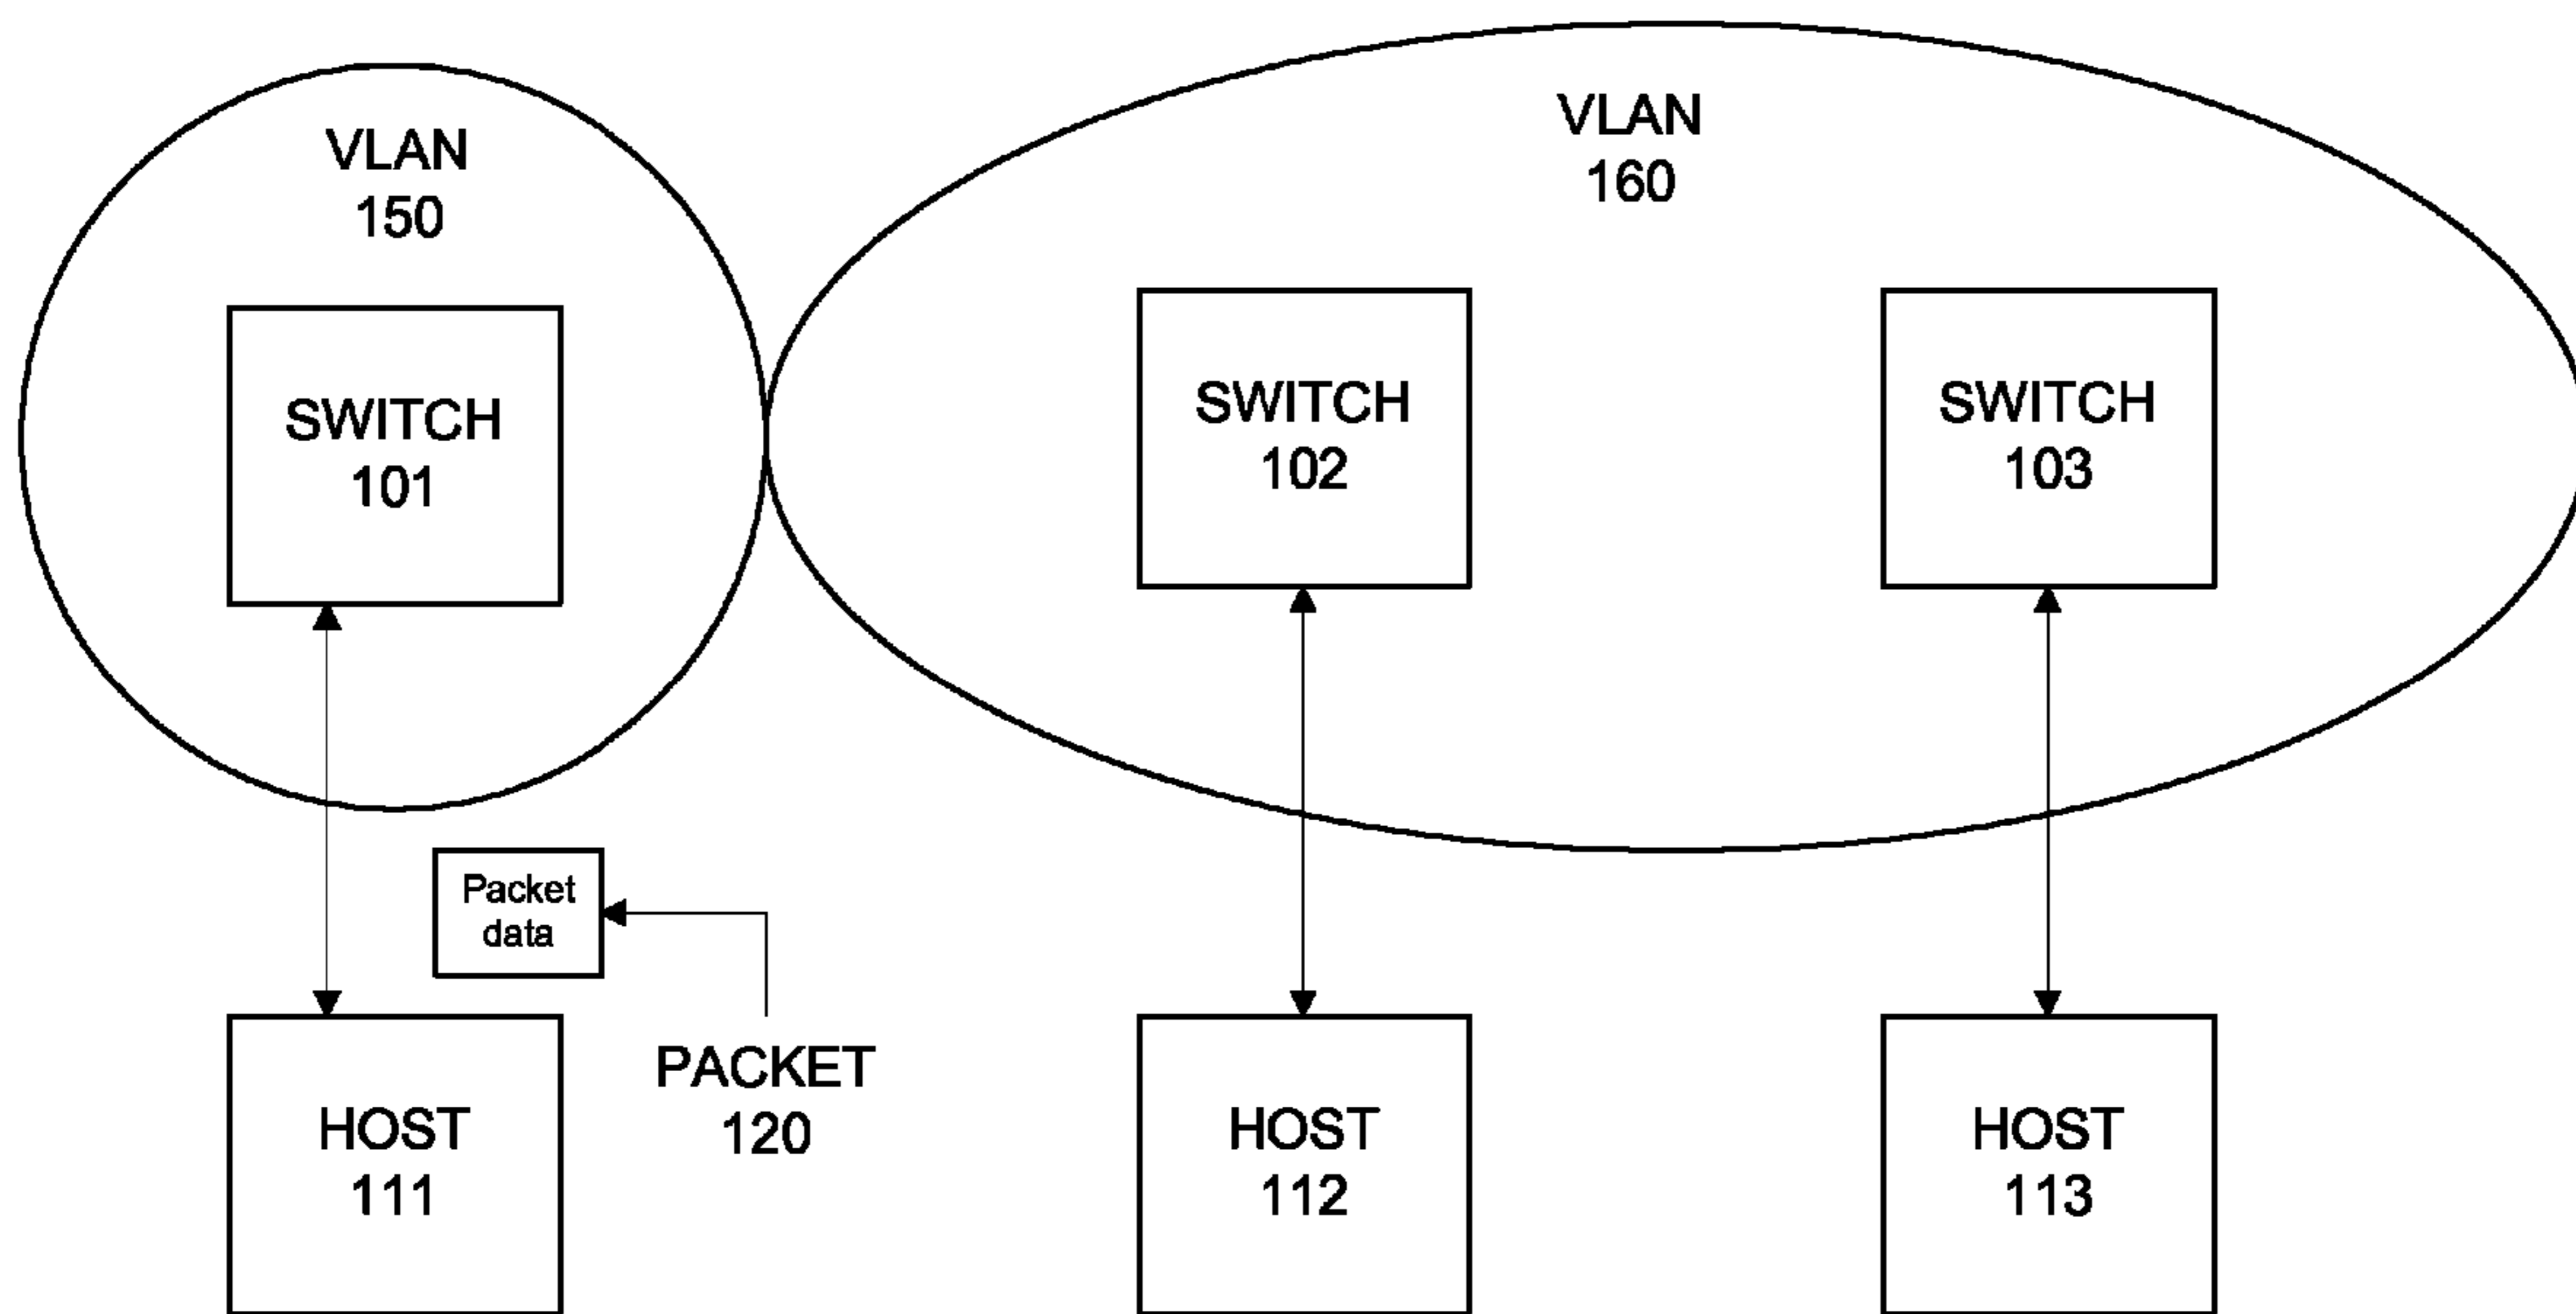 VLAN
150
VLAN
160
SWITCH
101
SWITCH
102
SWITCH
103
Packet
data
PACKET
120
HOST
111
HOST
112
HOST
113